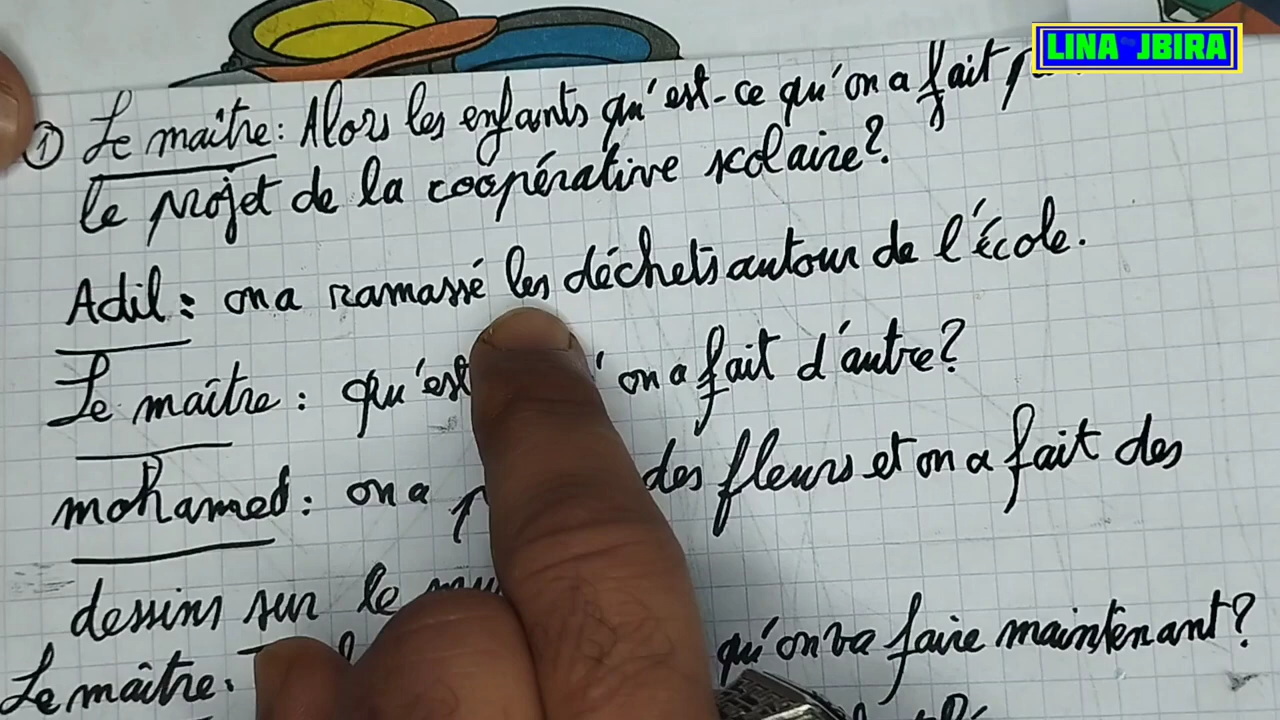 LINA JBIRA
① Le maître: Alors les enfants qu'est-ce qu'on a fait
le projet de la coopérative scolaire?
Adil: on a ramassé les déchets autour de l'école.
Le maître: qu'est on a fait d'autre?
mohamed: on a des fleurs et on a fait des
dessins sur le
Le maître: qu'on va faire maintenant?